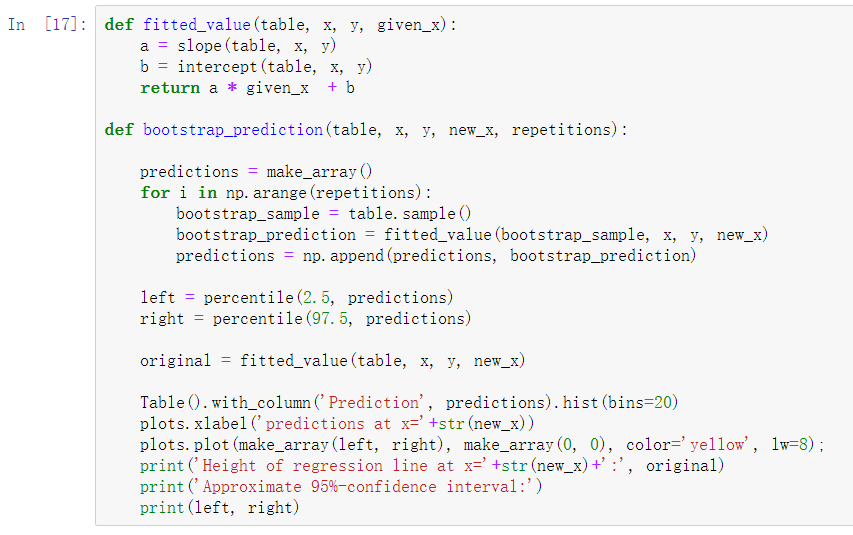 In [17]: def fitted_value(table, x, y, given_x):
    a = slope(table, x, y)
    b = intercept(table, x, y)
    return a * given_x  + b

def bootstrap_prediction(table, x, y, new_x, repetitions):

    predictions = make_array()
    for i in np.arange(repetitions):
        bootstrap_sample = table.sample()
        bootstrap_prediction = fitted_value(bootstrap_sample, x, y, new_x)
        predictions = np.append(predictions, bootstrap_prediction)

    left = percentile(2.5, predictions)
    right = percentile(97.5, predictions)

    original = fitted_value(table, x, y, new_x)

    Table().with_column('Prediction', predictions).hist(bins=20)
    plots.xlabel('predictions at x='+str(new_x))
    plots.plot(make_array(left, right), make_array(0, 0), color='yellow', lw=8);
    print('Height of regression line at x='+str(new_x)+':', original)
    print('Approximate 95%-confidence interval:')
    print(left, right)